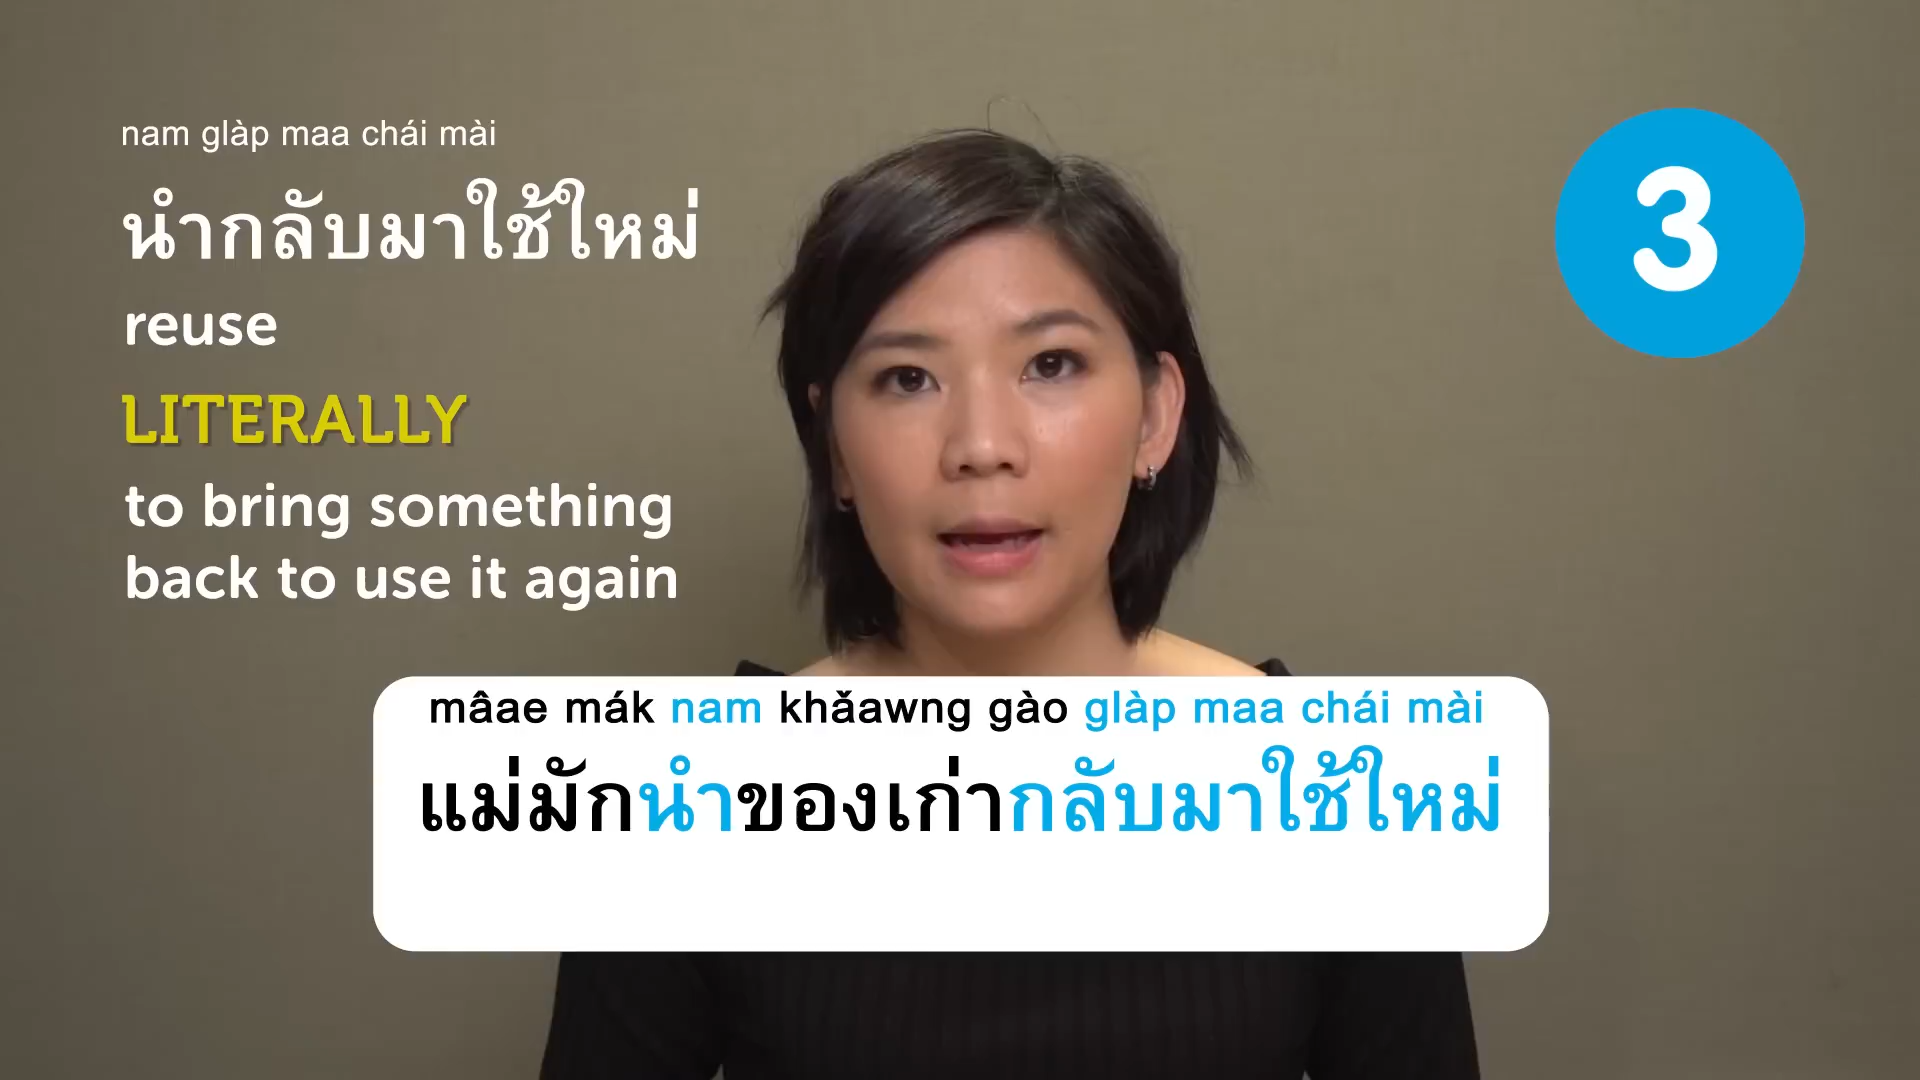 nam glàp maa chái mài
นำกลับมาใช้ใหม่
reuse
LITERALLY
to bring something
back to use it again
3
mâae mák nam khǎawng gào glàp maa chái mài
แม่มักนำของเก่ากลับมาใช้ใหม่